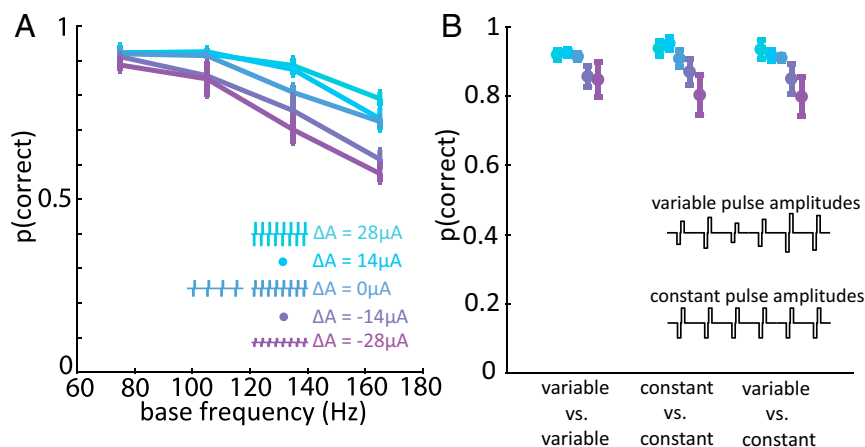 A
1
0.5
0
p(correct)
60
80
100
120
140
160
180
base frequency (Hz)
ΔA = 28μA
ΔA = 14μA
ΔA = 0μA
ΔA = -14μA
ΔA = -28μA
B
1
0.8
0.6
0.4
0.2
0
p(correct)
variable pulse amplitudes
constant pulse amplitudes
variable
vs.
variable
constant
vs.
constant
variable
vs.
constant